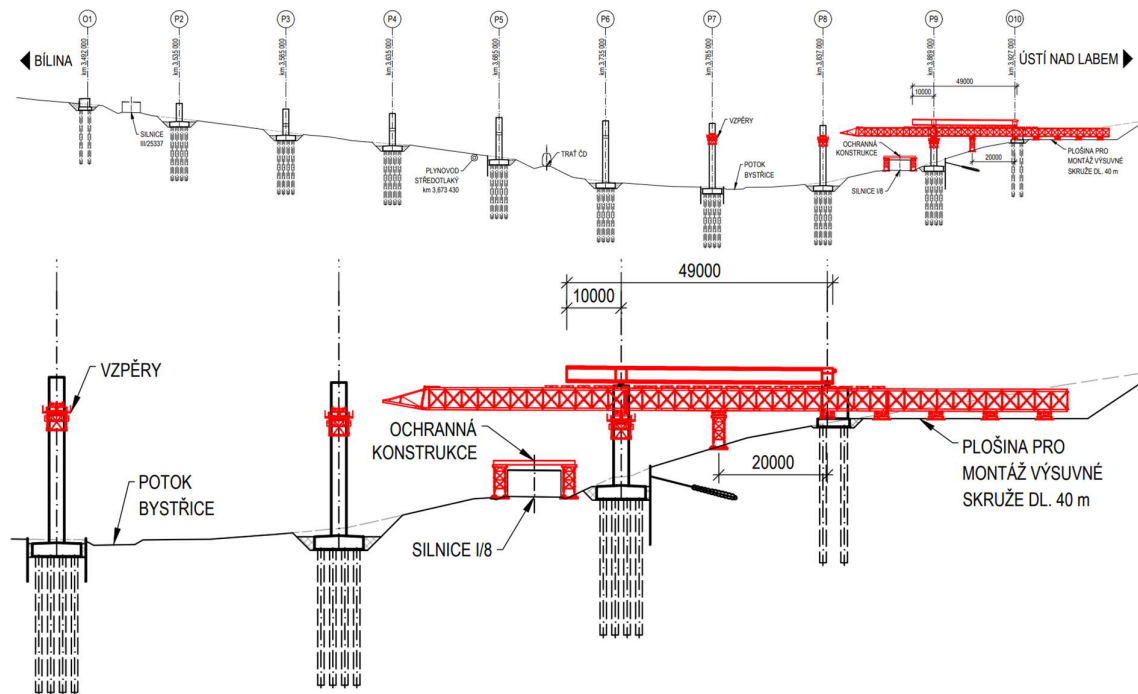 O1
P2
P3
P4
P5
P6
P7
P8
P9
O10
BÍLINA
km 3,492 000
km 3,535 000
km 3,585 000
km 3,635 000
km 3,685 000
km 3,735 000
km 3,785 000
km 3,837 000
km 3,889 000
km 3,927 000
ÚSTÍ NAD LABEM
49000
10000
SILNICE
III/25337
PLYNOVOD
STŘEDOTLAKÝ
km 3,673 430
TRAŤ ČD
VZPĚRY
POTOK
BYSTŘICE
OCHRANNÁ
KONSTRUKCE
SILNICE I/8
20000
PLOŠINA PRO
MONTÁŽ VÝSUVNÉ
SKRUŽE DL. 40 m
49000
10000
VZPĚRY
POTOK
BYSTŘICE
OCHRANNÁ
KONSTRUKCE
SILNICE I/8
20000
PLOŠINA PRO
MONTÁŽ VÝSUVNÉ
SKRUŽE DL. 40 m